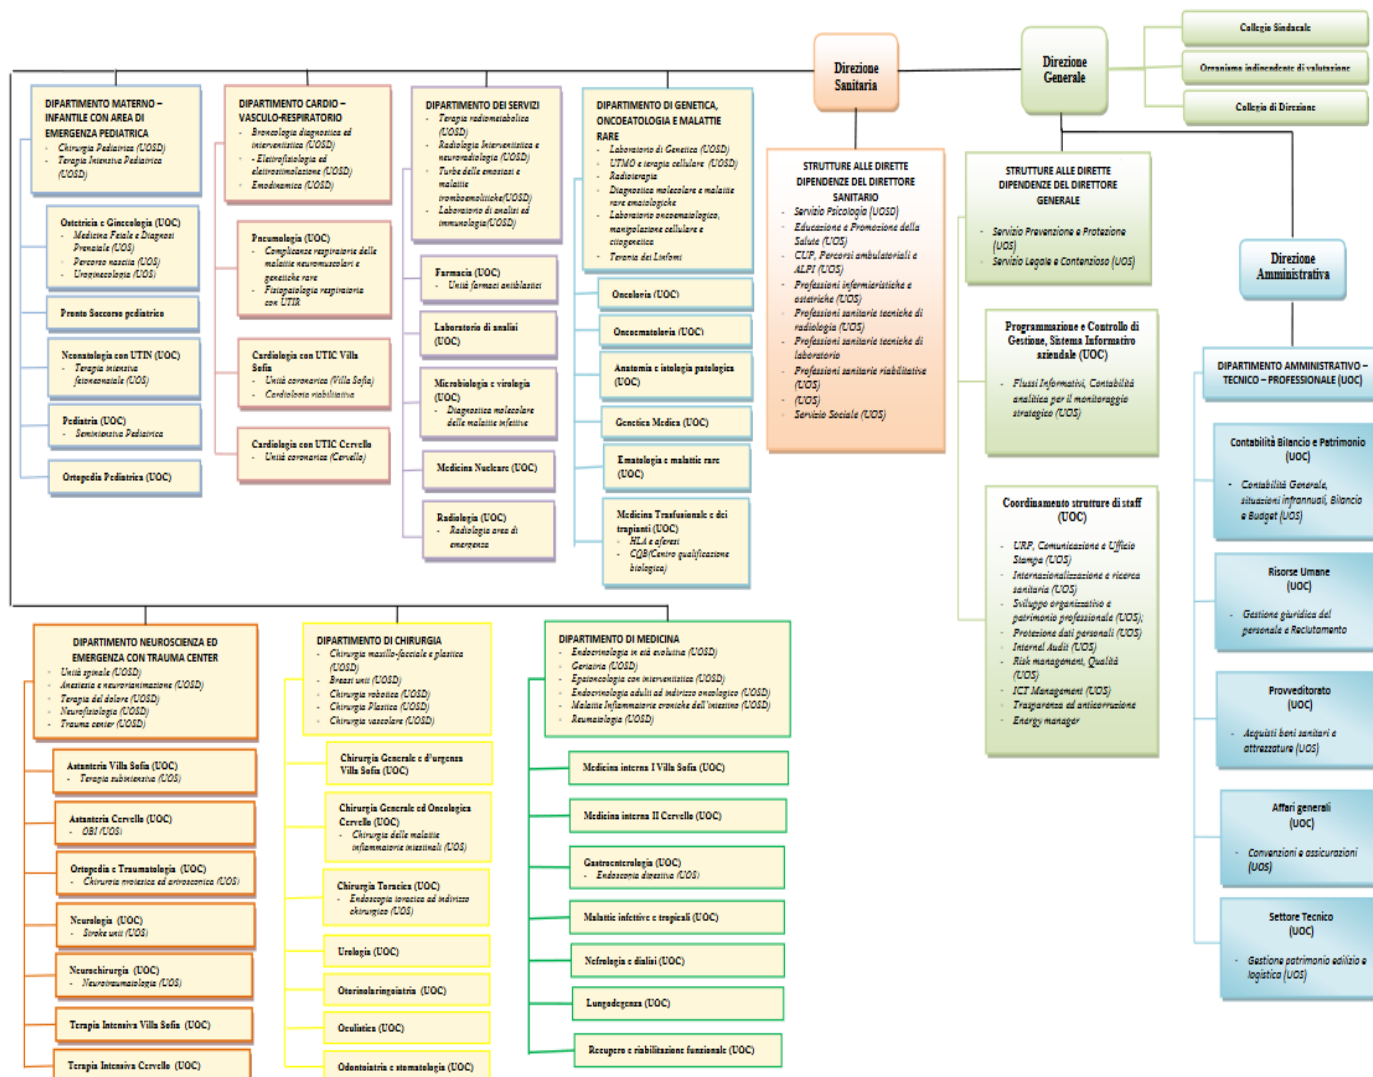 Collegio Sindacale
Organismo indipendente di valutazione
Collegio di Direzione
Direzione
Generale
Direzione
Sanitaria
Direzione
Amministrativa
DIPARTIMENTO MATERNO –
INFANTILE CON AREA DI
EMERGENZA PEDIATRICA
- Chirurgia Pediatrica (UOSD)
- Terapia Intensiva Pediatrica
(UOSD)
Ostetricia e Ginecologia (UOC)
- Medicina Fetale e Diagnosi
Prenatale (UOS)
- Percorso nascita (UOS)
- Uroginecologia (UOS)
Pronto Soccorso pediatrico
Neonatologia con UTIN (UOC)
- Terapia intensiva
fetoneonatale (UOS)
Pediatria (UOC)
- Semintensiva Pediatrica
Ortopedia Pediatrica (UOC)
DIPARTIMENTO CARDIO –
VASCULO-RESPIRATORIO
- Broncologia diagnostica ed
interventistica (UOSD)
- - Elettrofisiologia ed
elettrostimolazione (UOSD)
- Emodinamica (UOSD)
Pneumologia (UOC)
- Complicanze respiratorie delle
malattie neuromuscolari e
genetiche rare
- Fisiopatologia respiratoria
con UTIR
Cardiologia con UTIC Villa
Sofia
- Unità coronarica (Villa Sofia)
- Cardiologia riabilitativa
Cardiologia con UTIC Cervello
- Unità coronarica (Cervello)
DIPARTIMENTO DEI SERVIZI
- Terapia radiometabolica
(UOSD)
- Radiologia Interventistica e
neuroradiologia (UOSD)
- Turbe delle emostasi e
malattie
tromboemolitiche(UOSD)
- Laboratorio di analisi ed
immunologia(UOSD)
Farmacia (UOC)
- Unità farmaci antiblastici
Laboratorio di analisi
(UOC)
Microbiologia e virologia
(UOC)
- Diagnostica molecolare
delle malattie infettive
Medicina Nucleare (UOC)
Radiologia (UOC)
- Radiologia area di
emergenza
DIPARTIMENTO DI GENETICA,
ONCOEATOLOGIA E MALATTIE
RARE
- Laboratorio di Genetica (UOSD)
- UTMO e terapia cellulare (UOSD)
- Radioterapia
- Diagnostica molecolare e malattie
rare ematologiche
- Laboratorio oncoematologico,
manipolazione cellulare e
citogenetica
- Terapia dei Linfomi
Oncologia (UOC)
Oncoematologia (UOC)
Anatomia e istologia patologica
(UOC)
Genetica Medica (UOC)
Ematologia e malattie rare
(UOC)
Medicina Trasfusionale e dei
trapianti (UOC)
- HLA e aferesi
- CQB(Centro qualificazione
biologica)
STRUTTURE ALLE DIRETTE
DIPENDENZE DEL DIRETTORE
SANITARIO
- Servizio Psicologia (UOSD)
- Educazione e Promozione della
Salute (UOS)
- CUP, Percorsi ambulatoriali e
ALPI (UOS)
- Professioni infermieristiche e
ostetriche (UOS)
- Professioni sanitarie tecniche di
radiologia (UOS)
- Professioni sanitarie tecniche di
laboratorio
- Professioni sanitarie riabilitative
(UOS)
- (UOS)
- Servizio Sociale (UOS)
STRUTTURE ALLE DIRETTE
DIPENDENZE DEL DIRETTORE
GENERALE
- Servizio Prevenzione e Protezione
(UOS)
- Servizio Legale e Contenzioso (UOS)
Programmazione e Controllo di
Gestione, Sistema Informativo
aziendale (UOC)
- Flussi Informativi, Contabilità
analitica per il monitoraggio
strategico (UOS)
Coordinamento strutture di staff
(UOC)
- URP, Comunicazione e Ufficio
Stampa (UOS)
- Internazionalizzazione e ricerca
sanitaria (UOS)
- Sviluppo organizzativo e
patrimonio professionale (UOS);
- Protezione dati personali (UOS)
- Internal Audit (UOS)
- Risk management, Qualità
(UOS)
- ICT Management (UOS)
- Trasparenza ed anticorruzione
- Energy manager
DIPARTIMENTO AMMINISTRATIVO –
TECNICO – PROFESSIONALE (UOC)
Contabilità Bilancio e Patrimonio
(UOC)
- Contabilità Generale,
situazioni infrannuali, Bilancio
e Budget (UOS)
Risorse Umane
(UOC)
- Gestione giuridica del
personale e Reclutamento
Provveditorato
(UOC)
- Acquisti beni sanitari e
attrezzature (UOS)
Affari generali
(UOC)
- Convenzioni e assicurazioni
(UOS)
Settore Tecnico
(UOC)
- Gestione patrimonio edilizio e
logistica (UOS)
DIPARTIMENTO NEUROSCIENZA ED
EMERGENZA CON TRAUMA CENTER
- Unità spinale (UOSD)
- Anestesia e neurorianimazione (UOSD)
- Terapia del dolore (UOSD)
- Neurofisiologia (UOSD)
- Trauma center (UOSD)
Astanteria Villa Sofia (UOC)
- Terapia subintensiva (UOS)
Astanteria Cervello (UOC)
- OBI (UOS)
Ortopedia e Traumatologia (UOC)
- Chirurgia protesica ed artroscopica (UOS)
Neurologia (UOC)
- Stroke unit (UOS)
Neurochirurgia (UOC)
- Neurotraumatologia (UOS)
Terapia Intensiva Villa Sofia (UOC)
Terapia Intensiva Cervello (UOC)
DIPARTIMENTO DI CHIRURGIA
- Chirurgia maxillo-facciale e plastica
(UOSD)
- Breast unit (UOSD)
- Chirurgia robotica (UOSD)
- Chirurgia Plastica (UOSD)
- Chirurgia vascolare (UOSD)
Chirurgia Generale e d'urgenza
Villa Sofia (UOC)
Chirurgia Generale ed Oncologica
Cervello (UOC)
- Chirurgia delle malattie
infiammatorie intestinali (UOS)
Chirurgia Toracica (UOC)
- Endoscopia toracica ad indirizzo
chirurgico (UOS)
Urologia (UOC)
Otorinolaringoiatria (UOC)
Oculistica (UOC)
Odontoiatria e stomatologia (UOC)
DIPARTIMENTO DI MEDICINA
- Endocrinologia in età evolutiva (UOSD)
- Geriatria (UOSD)
- Epatoncologia con interventistica (UOSD)
- Endocrinologia adulti ad indirizzo oncologico (UOSD)
- Malattie Infiammatorie croniche dell'intestino (UOSD)
- Reumatologia (UOSD)
Medicina interna I Villa Sofia (UOC)
Medicina interna II Cervello (UOC)
Gastroenterologia (UOC)
- Endoscopia digestiva (UOS)
Malattie infettive e tropicali (UOC)
Nefrologia e dialisi (UOC)
Lungodegenza (UOC)
Recupero e riabilitazione funzionale (UOC)